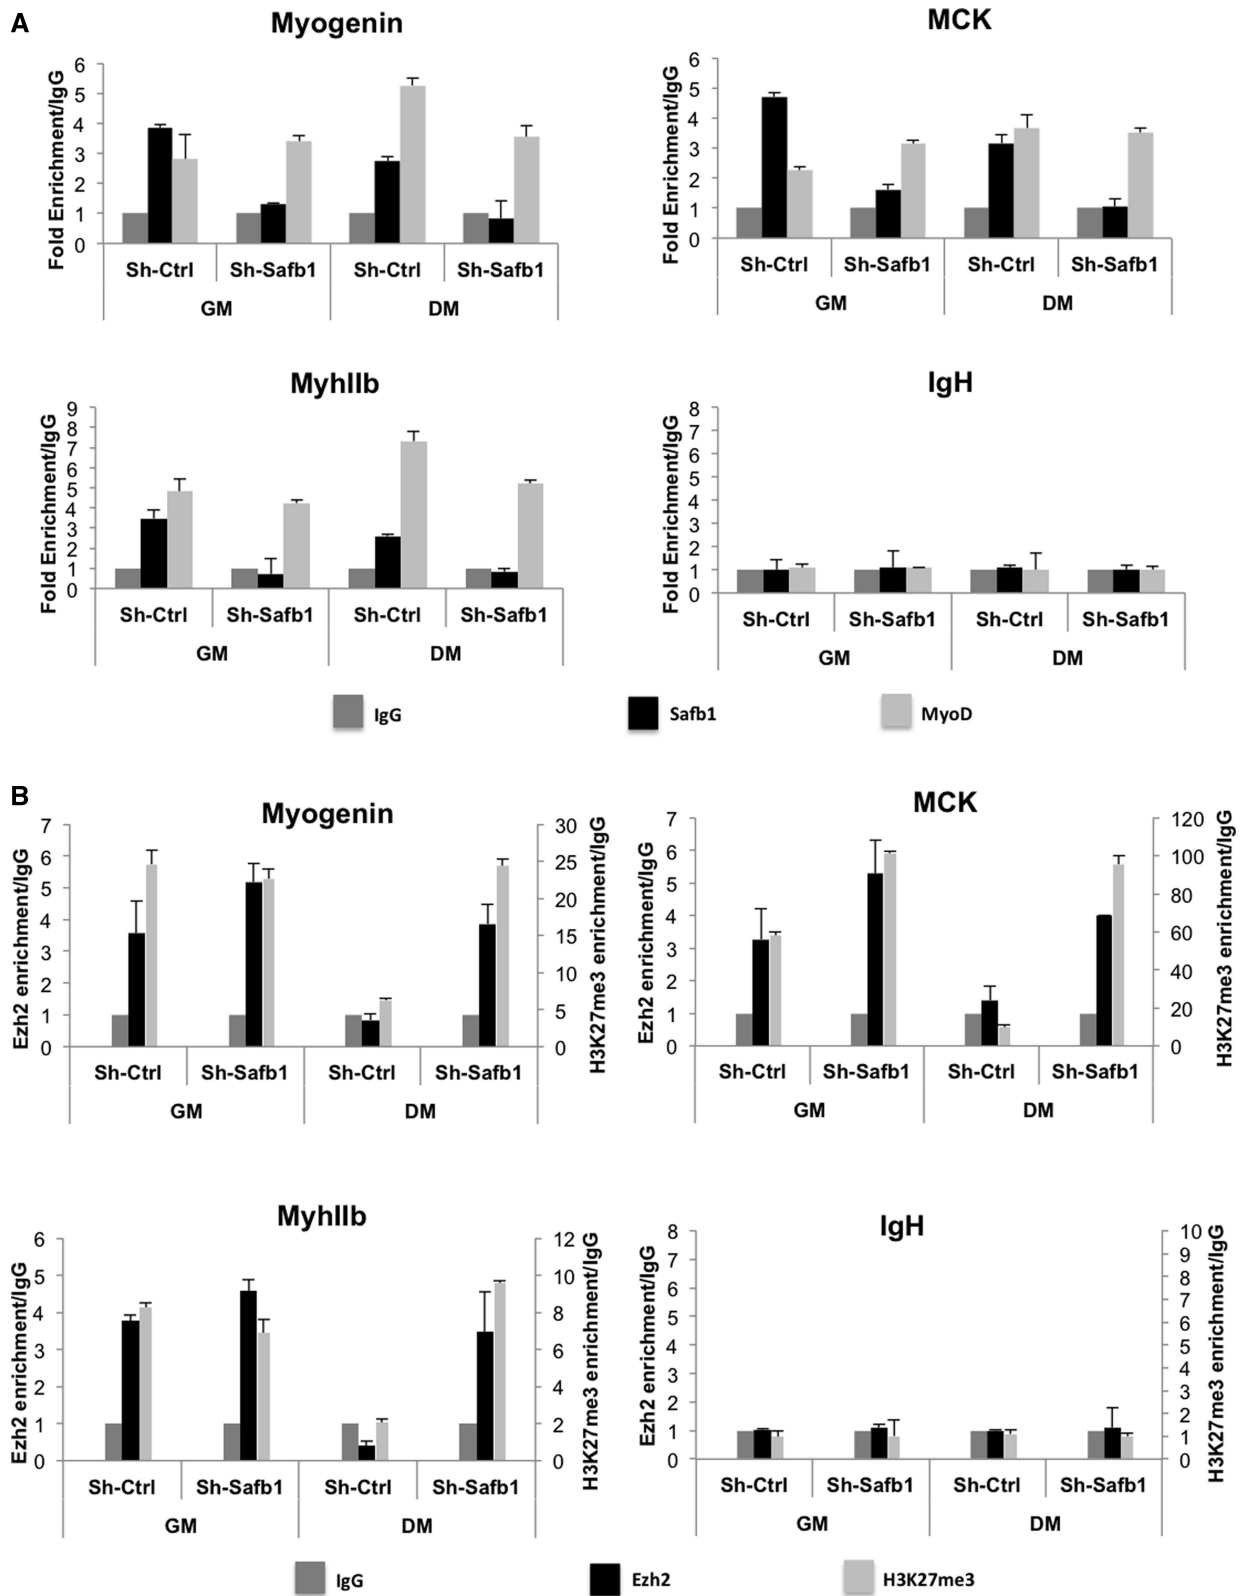 A
Myogenin
Fold Enrichment/IgG
6
5
4
3
2
1
0
Sh-Ctrl Sh-Safb1 Sh-Ctrl Sh-Safb1
GM DM
MCK
Fold Enrichment/IgG
6
5
4
3
2
1
0
Sh-Ctrl Sh-Safb1 Sh-Ctrl Sh-Safb1
GM DM
MyhIIb
Fold Enrichment/IgG
9
8
7
6
5
4
3
2
1
0
Sh-Ctrl Sh-Safb1 Sh-Ctrl Sh-Safb1
GM DM
IgH
Fold Enrichment/IgG
8
7
6
5
4
3
2
1
0
Sh-Ctrl Sh-Safb1 Sh-Ctrl Sh-Safb1
GM DM
IgG Safb1 MyoD
B
Myogenin
Ezh2 enrichment/IgG
7
6
5
4
3
2
1
0
30
25
20
15
10
5
0
H3K27me3 enrichment/IgG
Sh-Ctrl Sh-Safb1 Sh-Ctrl Sh-Safb1
GM DM
MCK
Ezh2 enrichment/IgG
7
6
5
4
3
2
1
0
120
100
80
60
40
20
0
H3K27me3 enrichment/IgG
Sh-Ctrl Sh-Safb1 Sh-Ctrl Sh-Safb1
GM DM
MyhIIb
Ezh2 enrichment/IgG
6
5
4
3
2
1
0
12
10
8
6
4
2
0
H3K27me3 enrichment/IgG
Sh-Ctrl Sh-Safb1 Sh-Ctrl Sh-Safb1
GM DM
IgH
Ezh2 enrichment/IgG
8
7
6
5
4
3
2
1
0
10
9
8
7
6
5
4
3
2
1
0
H3K27me3 enrichment/IgG
Sh-Ctrl Sh-Safb1 Sh-Ctrl Sh-Safb1
GM DM
IgG Ezh2 H3K27me3